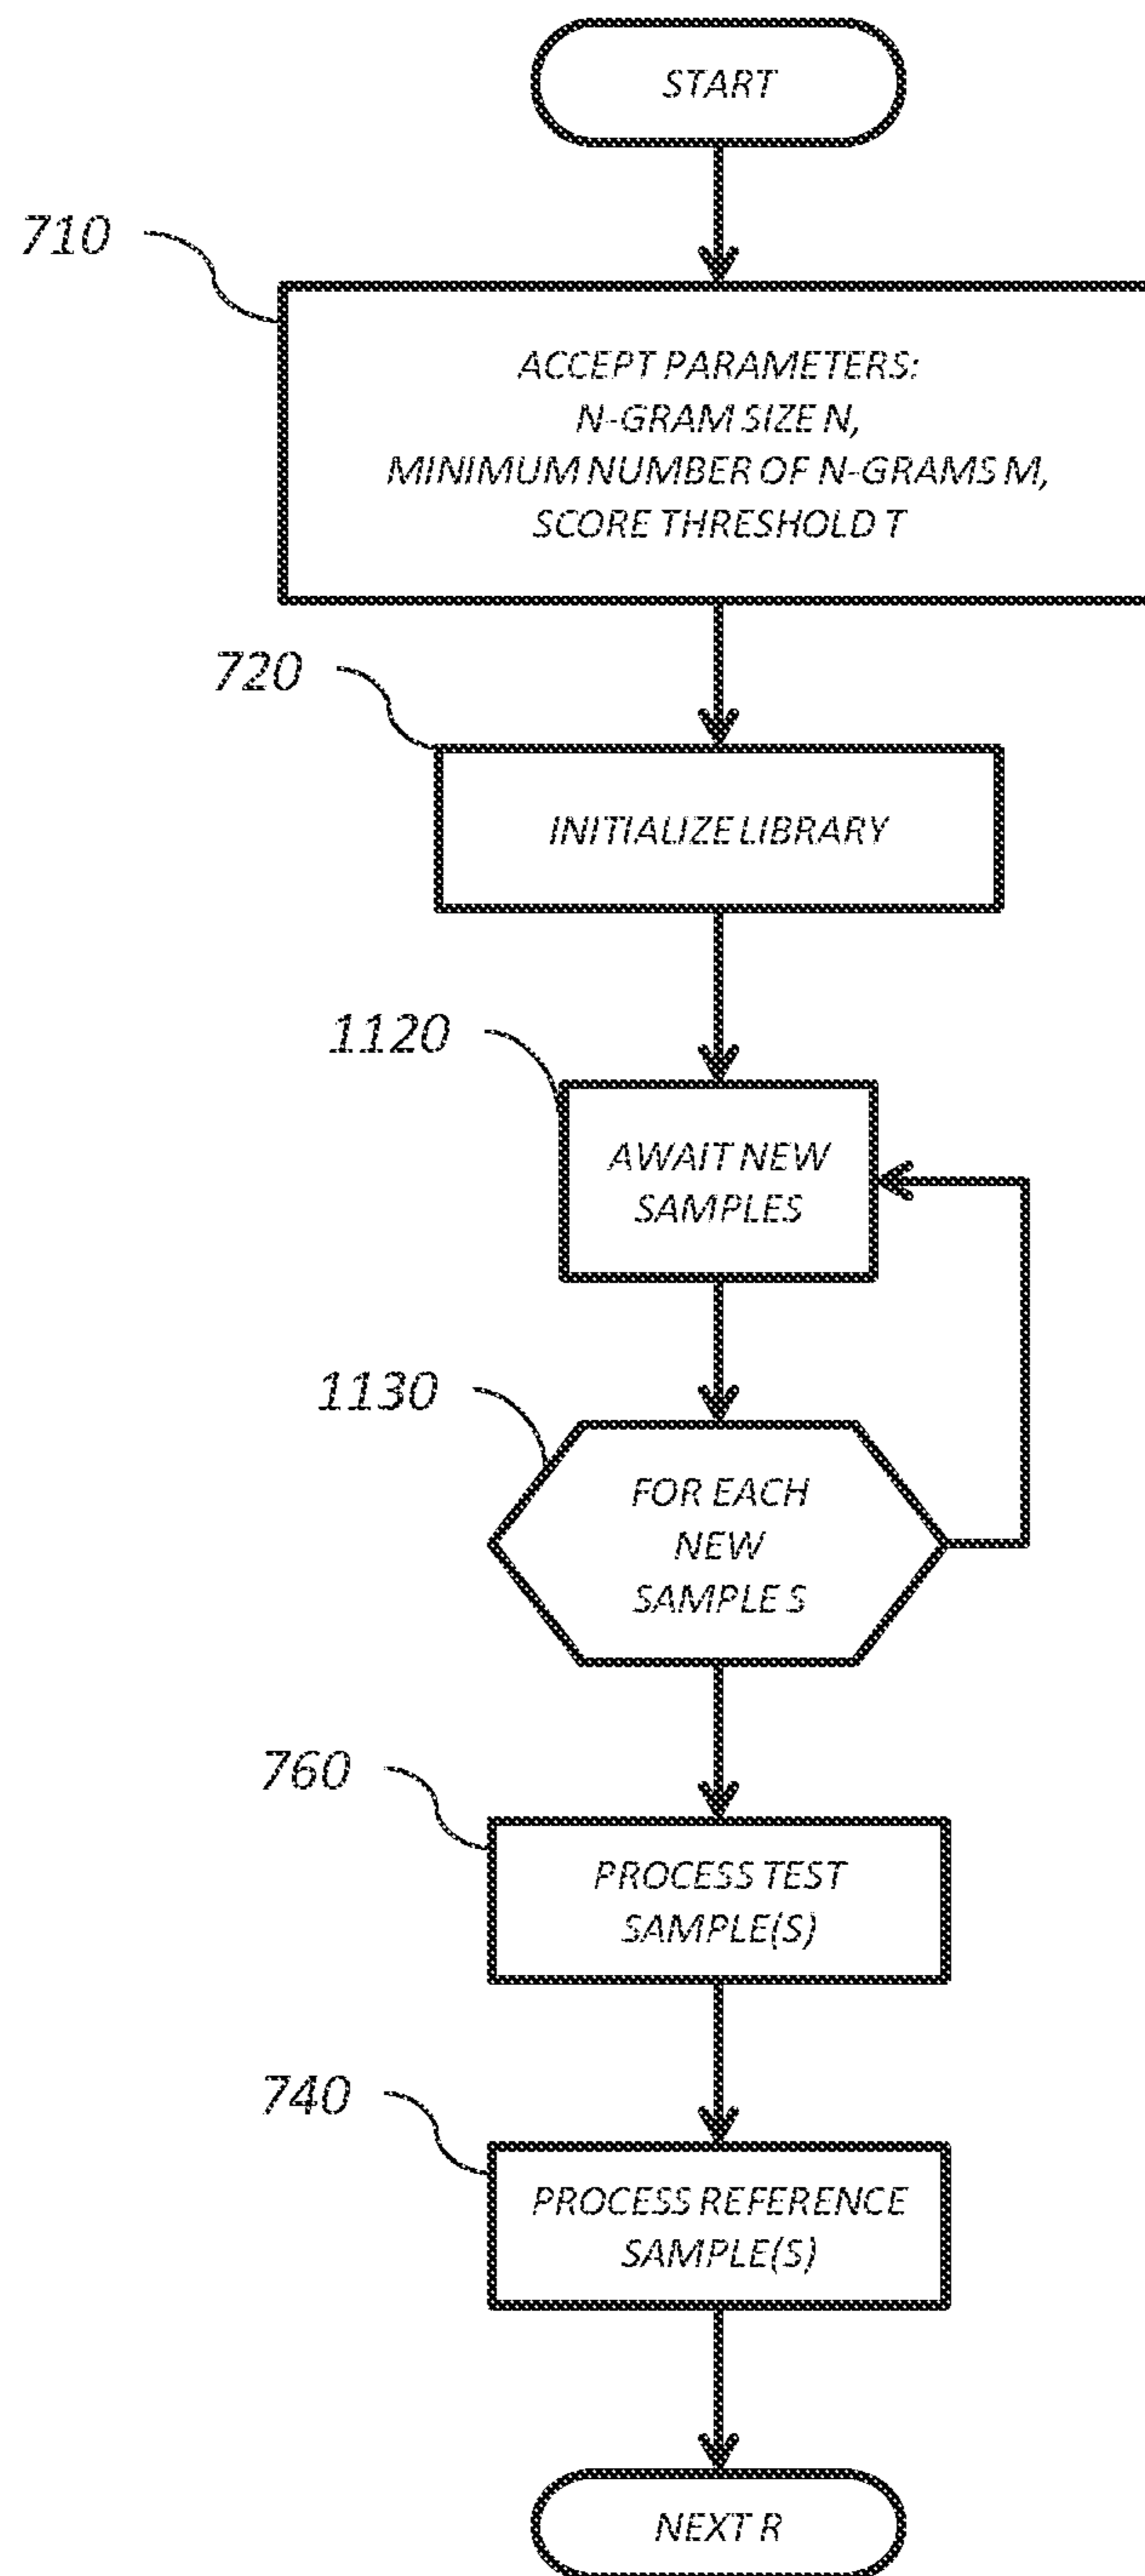 START
710
ACCEPT PARAMETERS:
N-GRAM SIZE N,
MINIMUM NUMBER OF N-GRAMS M,
SCORE THRESHOLD T
720
INITIALIZE LIBRARY
1120
AWAIT NEW
SAMPLES
1130
FOR EACH
NEW
SAMPLE S
760
PROCESS TEST
SAMPLE(S)
740
PROCESS REFERENCE
SAMPLE(S)
NEXT R